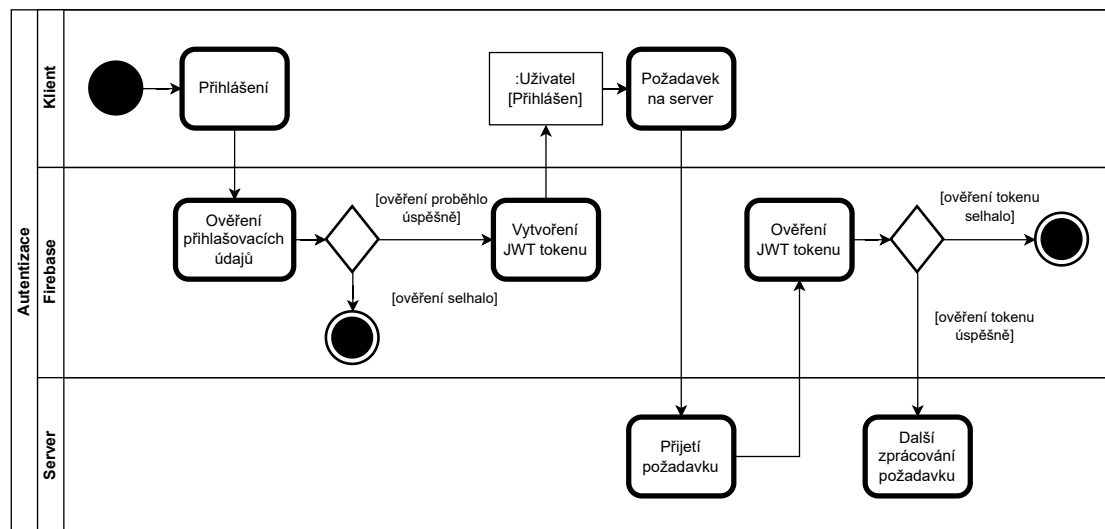 Autentizace
Klient
Přihlášení
:Uživatel
[Přihlášen]
Požadavek
na server
Firebase
Ověření
přihlašovacích
údajů
[ověření proběhlo
úspěšně]
[ověření selhalo]
Vytvoření
JWT tokenu
Ověření
JWT tokenu
[ověření tokenu
selhalo]
[ověření tokenu
úspěšně]
Server
Přijetí
požadavku
Další
zprácování
požadavku